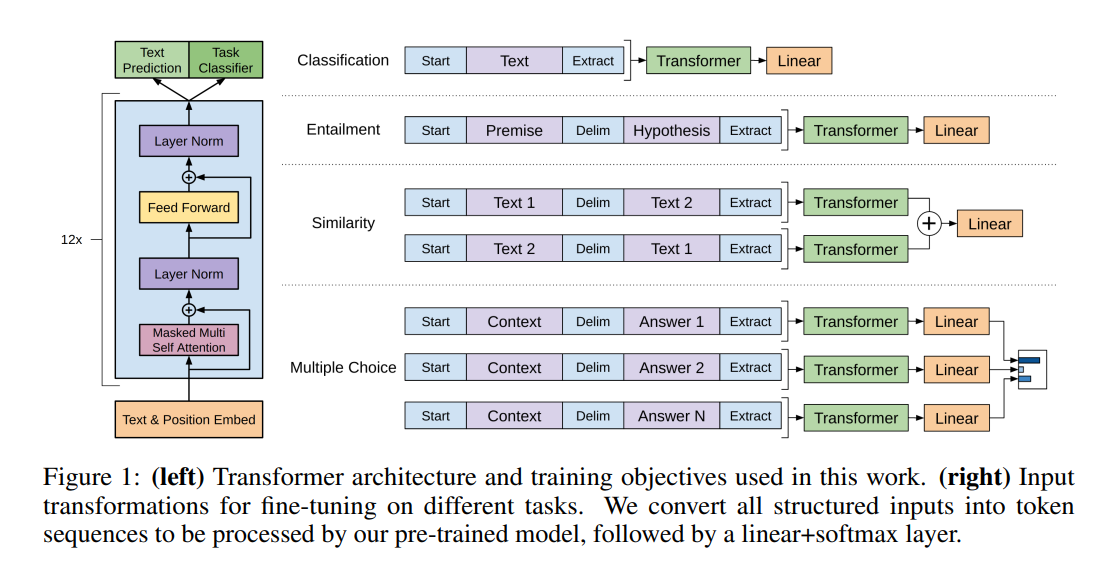 Text
Prediction
Task
Classifier
12x
Layer Norm
Feed Forward
Layer Norm
Masked Multi
Self Attention
Text & Position Embed
Classification
Start Text Extract Transformer Linear
Entailment
Start Premise Delim Hypothesis Extract Transformer Linear
Similarity
Start Text 1 Delim Text 2 Extract Transformer
+ Linear
Start Text 2 Delim Text 1 Extract Transformer
Multiple Choice
Start Context Delim Answer 1 Extract Transformer Linear
Start Context Delim Answer 2 Extract Transformer Linear
Start Context Delim Answer N Extract Transformer Linear
Figure 1: (left) Transformer architecture and training objectives used in this work. (right) Input
transformations for fine-tuning on different tasks. We convert all structured inputs into token
sequences to be processed by our pre-trained model, followed by a linear+softmax layer.